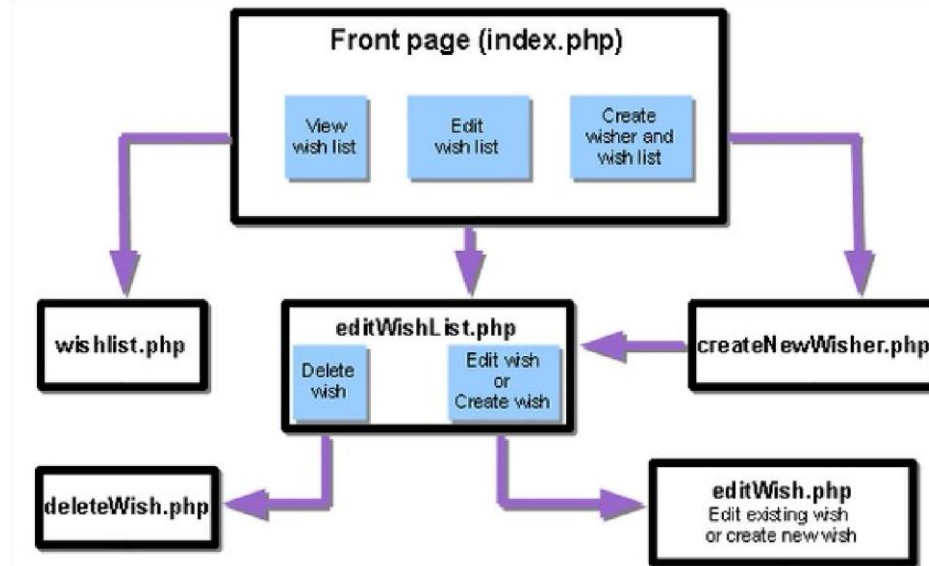 Front page (index.php)
View
wish list
Edit
wish list
Create
wisher and
wish list
wishlist.php
editWishList.php
Delete
wish
Edit wish
or
Create wish
createNewWisher.php
deleteWish.php
editWish.php
Edit existing wish
or create new wish